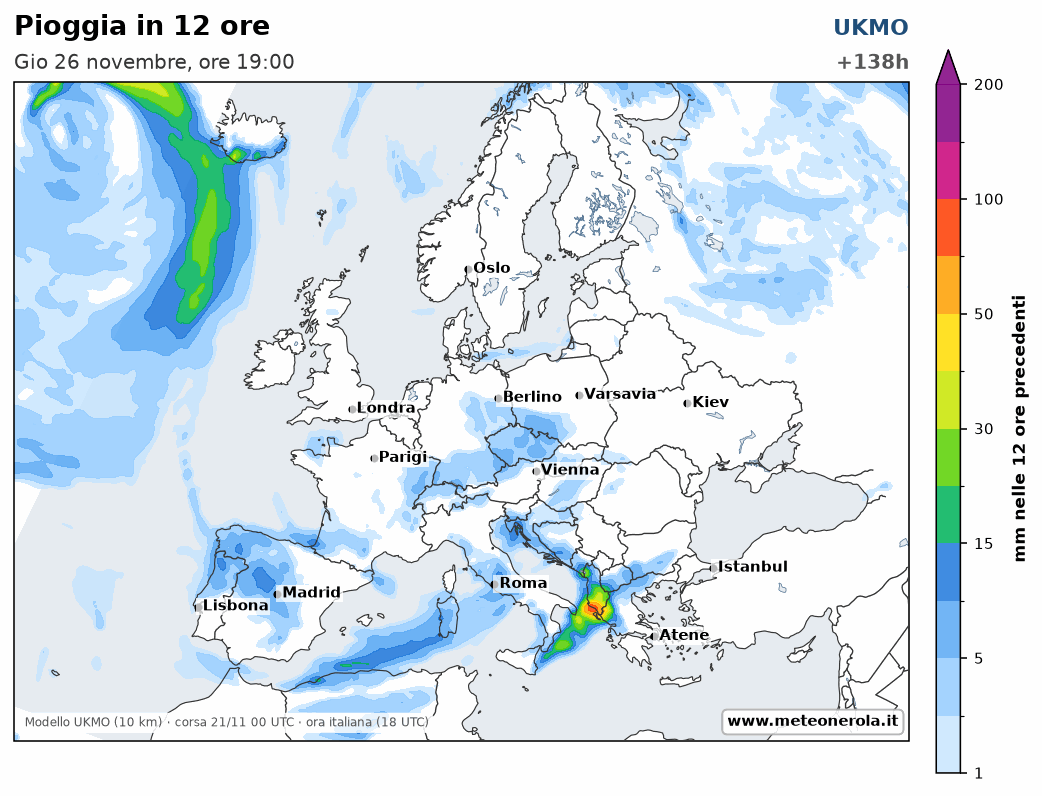 Pioggia in 12 ore
UKMO
Gio 26 novembre, ore 19:00
+138h
200
100
50
30
15
5
1
mm nelle 12 ore precedenti
Oslo
Berlino
Varsavia
Kiev
Londra
Parigi
Vienna
Istanbul
Roma
Madrid
Lisbona
Atene
Modello UKMO (10 km) · corsa 21/11 00 UTC · ora italiana (18 UTC)
www.meteonerola.it